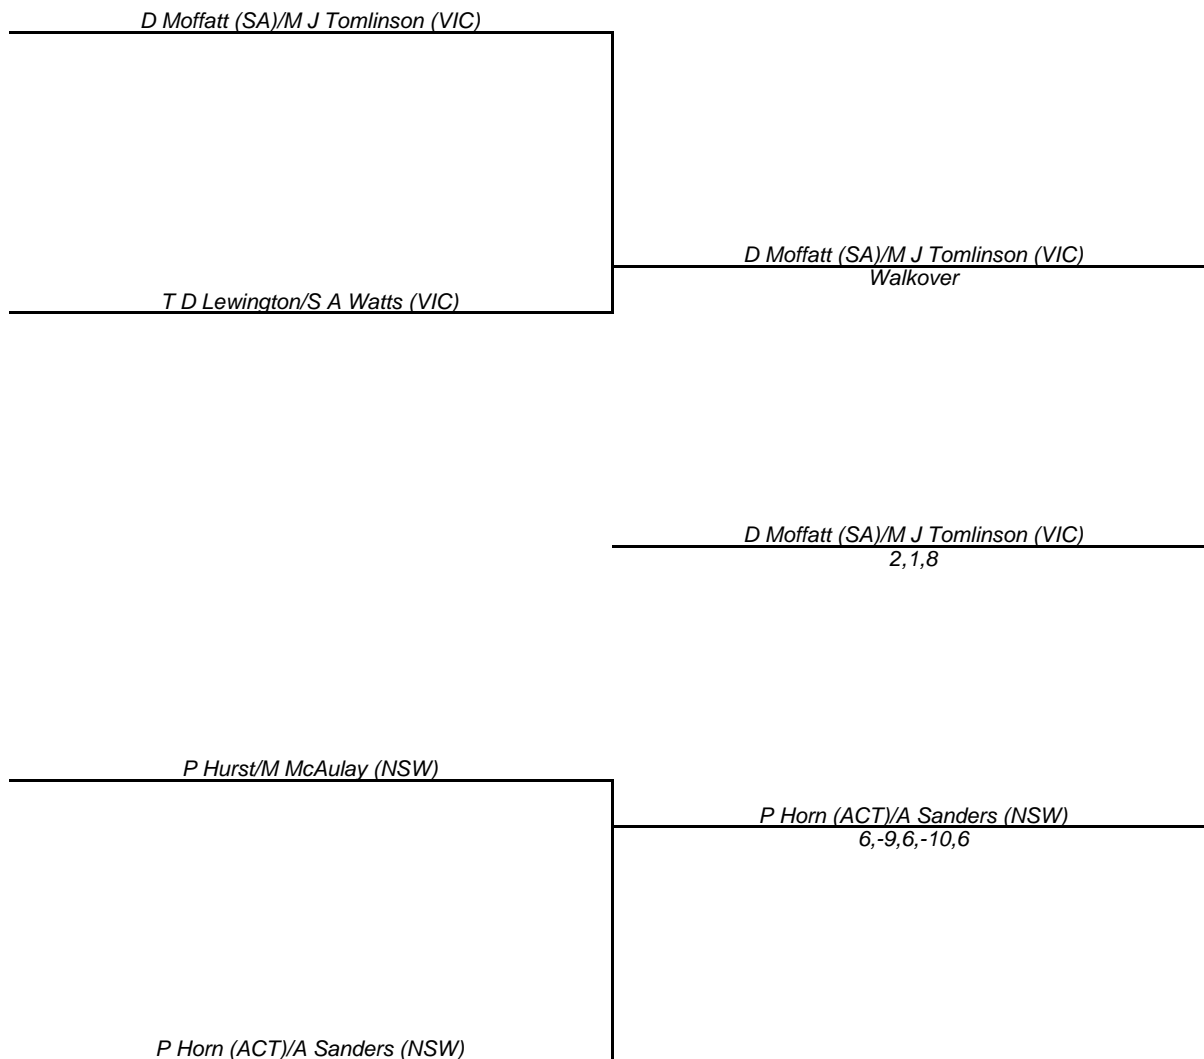 D Moffatt (SA)/M J Tomlinson (VIC)
D Moffatt (SA)/M J Tomlinson (VIC)
Walkover
T D Lewington/S A Watts (VIC)
D Moffatt (SA)/M J Tomlinson (VIC)
2,1,8
P Hurst/M McAulay (NSW)
P Horn (ACT)/A Sanders (NSW)
6,-9,6,-10,6
P Horn (ACT)/A Sanders (NSW)